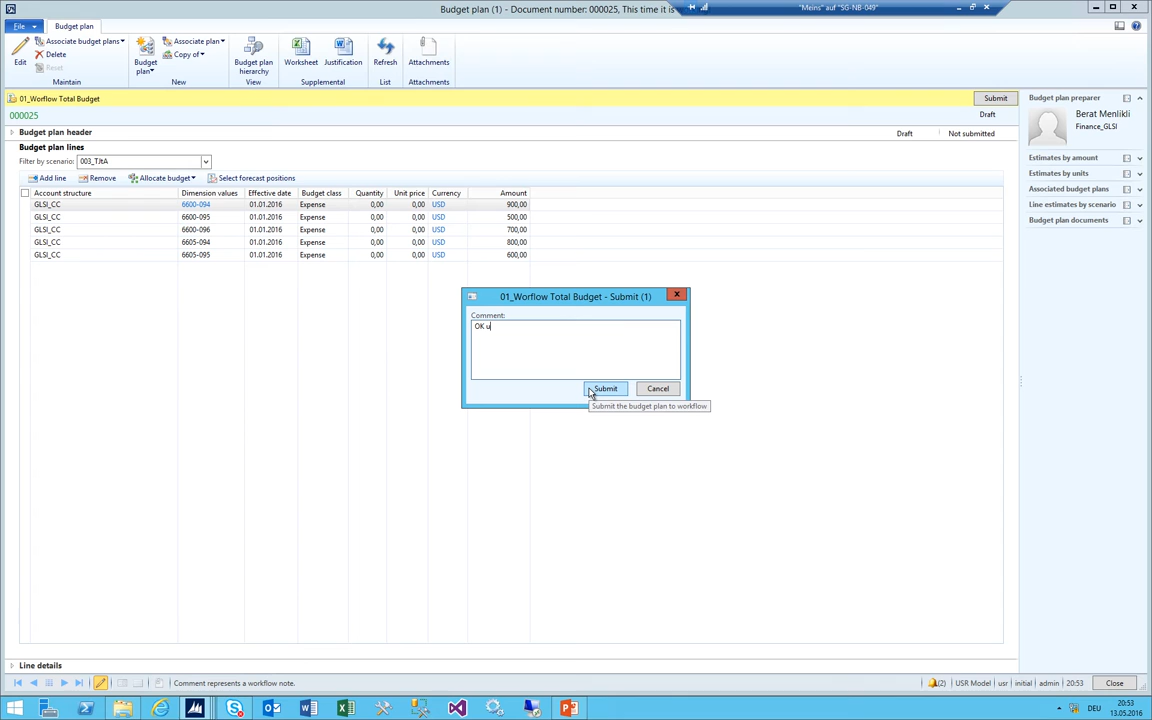 Budget plan (1) - Document number: 000025, This time it is
"Meins" auf "SG-NB-049"
File
Budget plan
Edit
Associate budget plans
Delete
Reset
Maintain
Budget plan
Associate plan
Copy of
New
Budget plan hierarchy
View
Worksheet
Justification
Supplemental
Refresh
List
Attachments
Attachments
01_Worflow Total Budget
Submit
000025
Draft
Budget plan header
Draft
Not submitted
Budget plan lines
Filter by scenario: 003_TJtA
Add line Remove Allocate budget Select forecast positions
Account structure Dimension values Effective date Budget class Quantity Unit price Currency Amount
GLSI_CC 6600-094 01.01.2016 Expense 0,00 0,00 USD 900,00
GLSI_CC 6600-095 01.01.2016 Expense 0,00 0,00 USD 500,00
GLSI_CC 6600-096 01.01.2016 Expense 0,00 0,00 USD 700,00
GLSI_CC 6605-094 01.01.2016 Expense 0,00 0,00 USD 800,00
GLSI_CC 6605-095 01.01.2016 Expense 0,00 0,00 USD 600,00
01_Worflow Total Budget - Submit (1)
Comment:
OK u
Submit
Cancel
Submit the budget plan to workflow
Budget plan preparer
Berat Menlikli
Finance_GLSI
Estimates by amount
Estimates by units
Associated budget plans
Line estimates by scenario
Budget plan documents
Line details
Comment represents a workflow note.
(2) USR Model usr initial admin 20:53 Close
DEU
20:53
13.05.2016